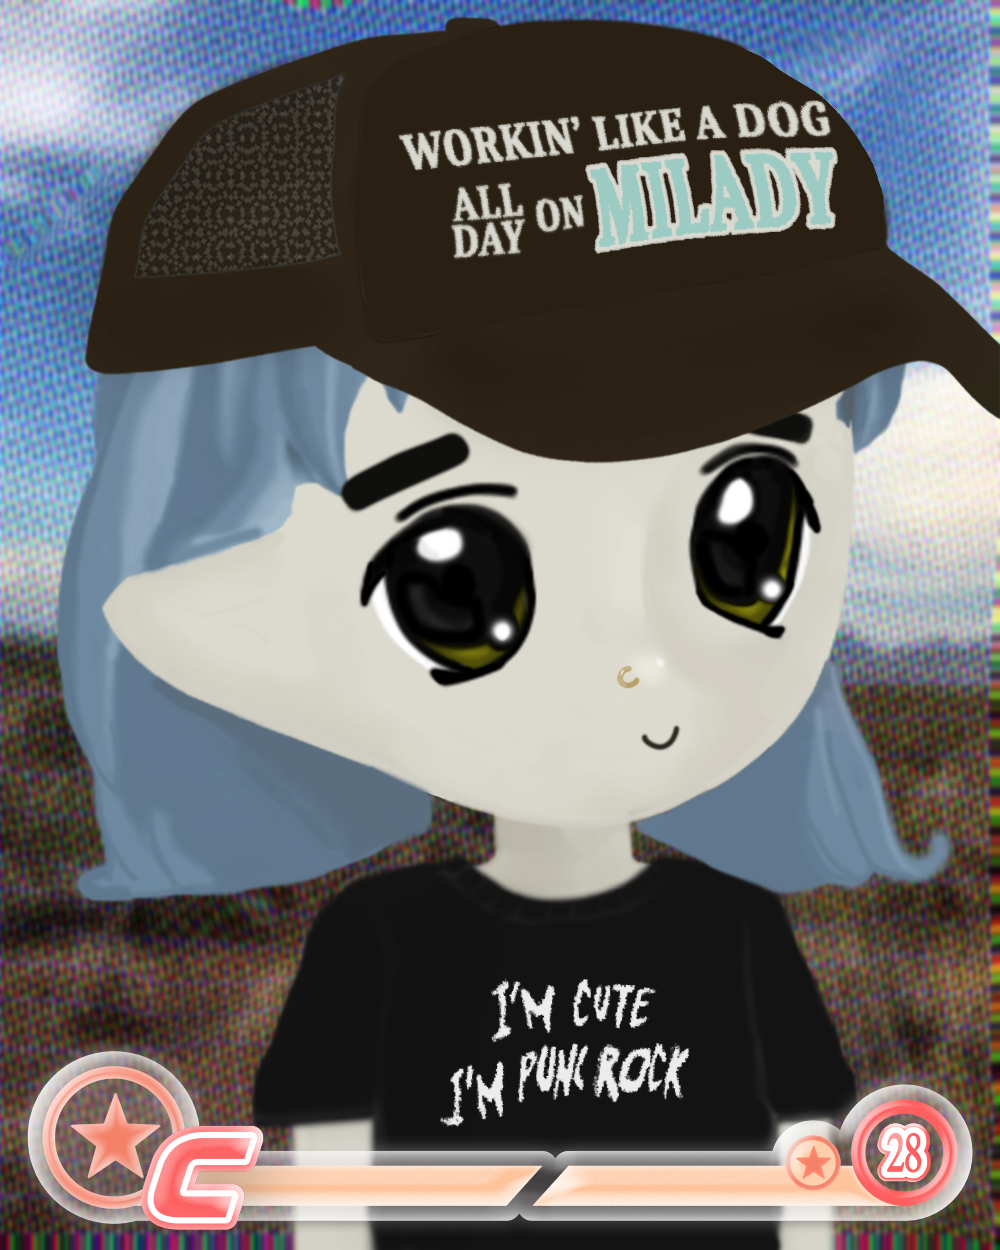 WORKIN' LIKE A DOG
ALL DAY ON MILADY
I'M CUTE
I'M PUNK ROCK
C
28